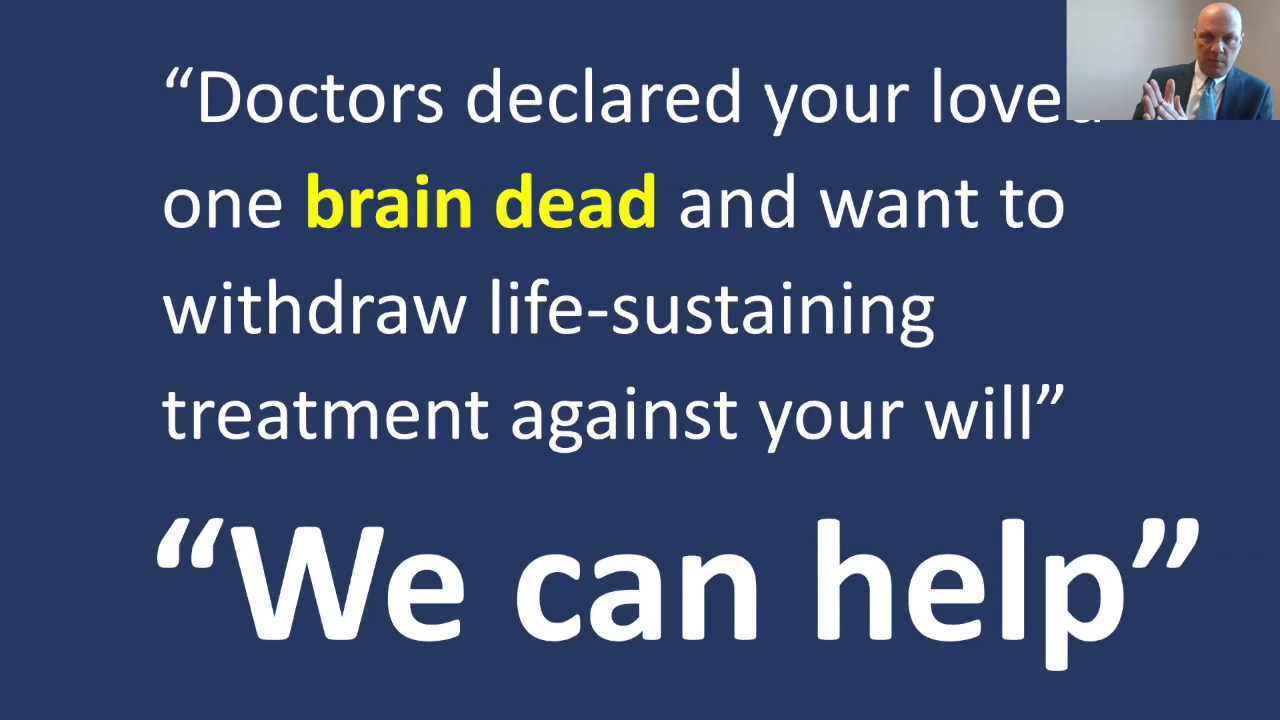 “Doctors declared your loved
one brain dead and want to
withdraw life-sustaining
treatment against your will”
“We can help”